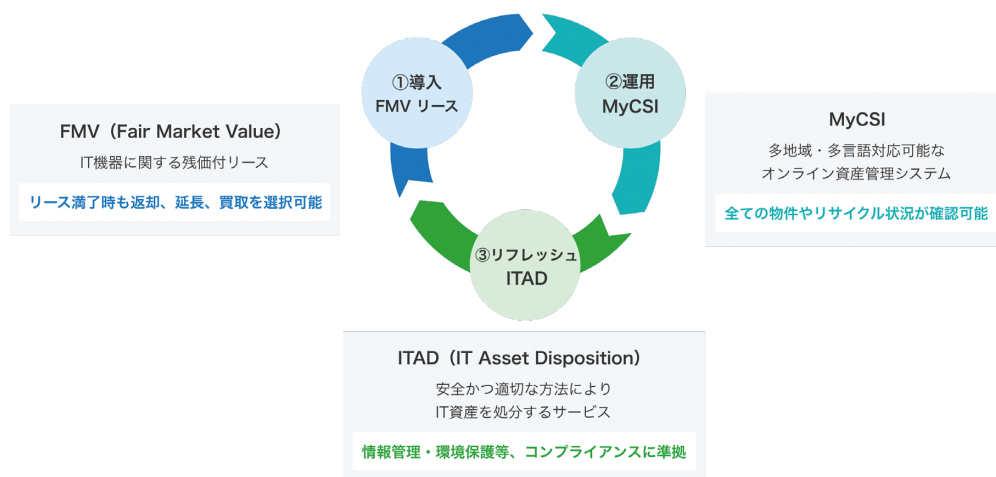 ①導入
FMV リース
②運用
MyCSI
③リフレッシュ
ITAD
FMV（Fair Market Value）
IT機器に関する残価付リース
リース満了時も返却、延長、買取を選択可能
MyCSI
多地域・多言語対応可能な
オンライン資産管理システム
全ての物件やリサイクル状況が確認可能
ITAD（IT Asset Disposition）
安全かつ適切な方法により
IT資産を処分するサービス
情報管理・環境保護等、コンプライアンスに準拠